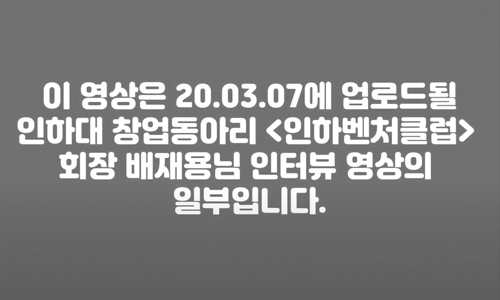 이 영상은 20.03.07에 업로드될
인하대 창업동아리 <인하벤처클럽>
회장 배재용님 인터뷰 영상의
일부입니다.